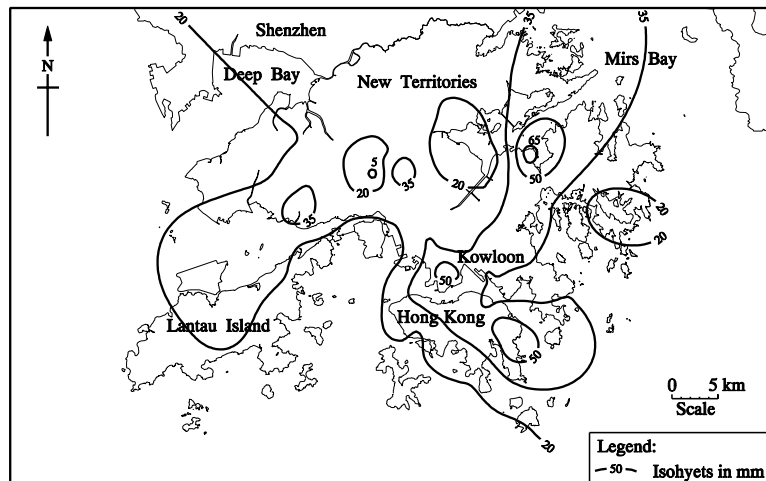 20
Shenzhen
35
35
Deep Bay
Mirs Bay
N
New Territories
65
5
35
50
20
20
35
20
20
Kowloon
50
Lantau Island
Hong Kong
50
0 5 km
Scale
20
Legend:
50 Isohyets in mm